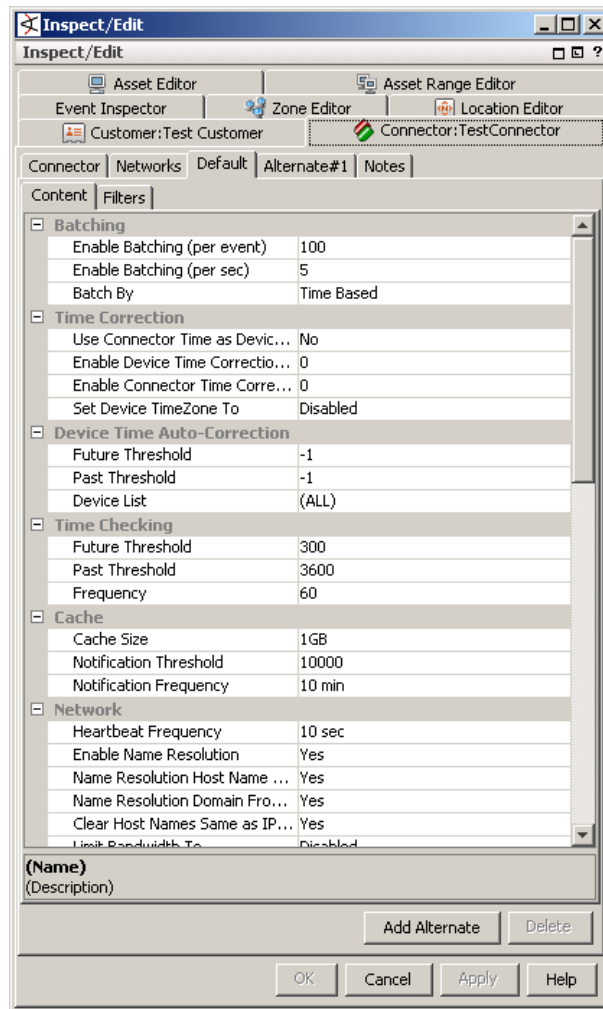 Inspect/Edit
Inspect/Edit ?
Asset Editor Asset Range Editor
Event Inspector Zone Editor Location Editor
Customer:Test Customer Connector:TestConnector
Connector Networks Default Alternate#1 Notes
Content Filters
Batching
Enable Batching (per event) 100
Enable Batching (per sec) 5
Batch By Time Based
Time Correction
Use Connector Time as Devic... No
Enable Device Time Correctio... 0
Enable Connector Time Corre... 0
Set Device TimeZone To Disabled
Device Time Auto-Correction
Future Threshold -1
Past Threshold -1
Device List (ALL)
Time Checking
Future Threshold 300
Past Threshold 3600
Frequency 60
Cache
Cache Size 1GB
Notification Threshold 10000
Notification Frequency 10 min
Network
Heartbeat Frequency 10 sec
Enable Name Resolution Yes
Name Resolution Host Name ... Yes
Name Resolution Domain Fro... Yes
Clear Host Names Same as IP... Yes
Limit Bandwidth To Disabled
(Name)
(Description)
Add Alternate Delete
OK Cancel Apply Help